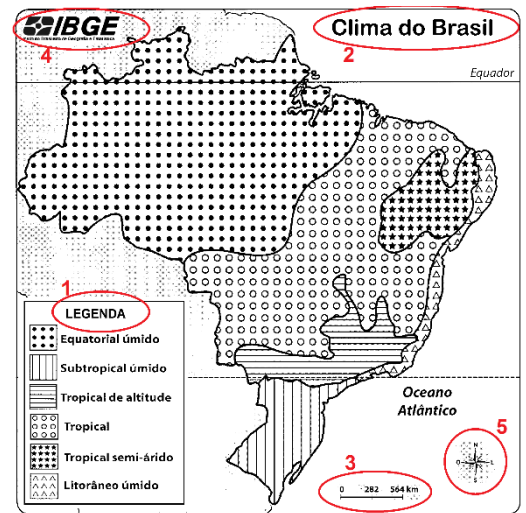 IBGE
4
Clima do Brasil
2
Equador
1
LEGENDA
Equatorial úmido
Subtropical úmido
Tropical de altitude
Tropical
Tropical semi-árido
Litorâneo úmido
Oceano
Atlântico
5
N
O L
S
3
0 282 564 km